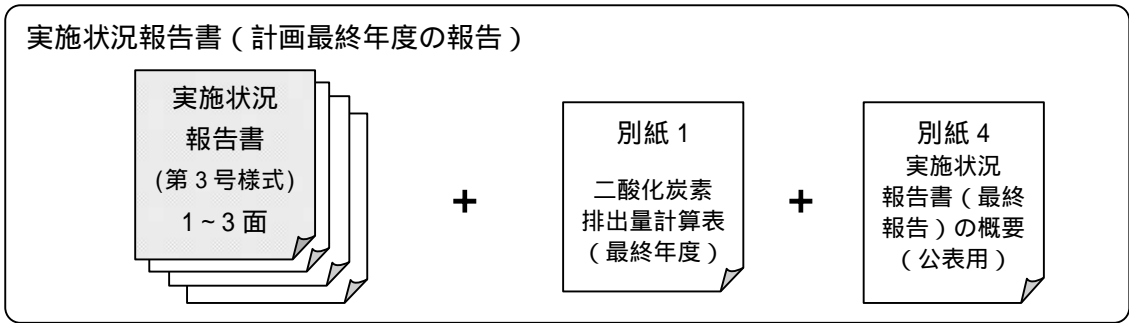 実施状況報告書(計画最終年度の報告)
実施状況
報告書
(第3号様式)
1~3面
+
別紙1
二酸化炭素
排出量計算表
(最終年度)
+
別紙4
実施状況
報告書(最終
報告)の概要
(公表用)